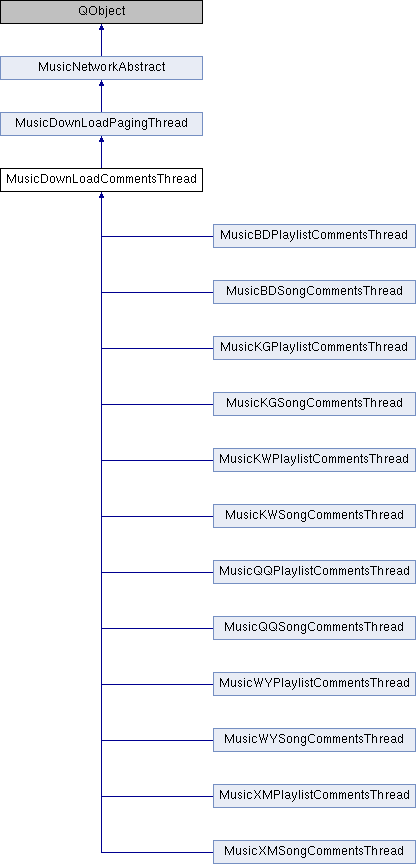 QObject
MusicNetworkAbstract
MusicDownLoadPagingThread
MusicDownLoadCommentsThread
MusicBDPlaylistCommentsThread
MusicBDSongCommentsThread
MusicKGPlaylistCommentsThread
MusicKGSongCommentsThread
MusicKWPlaylistCommentsThread
MusicKWSongCommentsThread
MusicQQPlaylistCommentsThread
MusicQQSongCommentsThread
MusicWYPlaylistCommentsThread
MusicWYSongCommentsThread
MusicXMPlaylistCommentsThread
MusicXMSongCommentsThread